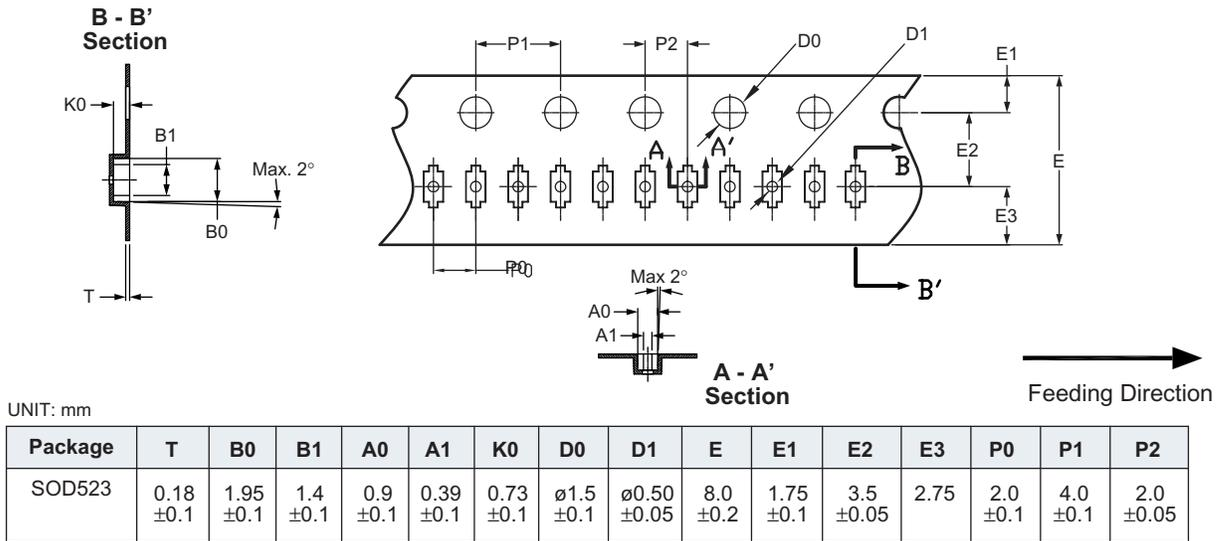 B - B’
Section
K0
B1
Max. 2°
B0
T
P1
P2
D0
D1
E1
E2
E
E3
A
A'
B
P0
P0
B'
Max 2°
A0
A1
A - A’
Section
Feeding Direction
UNIT: mm
Package T B0 B1 A0 A1 K0 D0 D1 E E1 E2 E3 P0 P1 P2
SOD523 0.18 1.95 1.4 0.9 0.39 0.73 ø1.5 ø0.50 8.0 1.75 3.5 2.75 2.0 4.0 2.0
±0.1 ±0.1 ±0.1 ±0.1 ±0.1 ±0.1 ±0.1 ±0.05 ±0.2 ±0.1 ±0.05 ±0.1 ±0.1 ±0.05